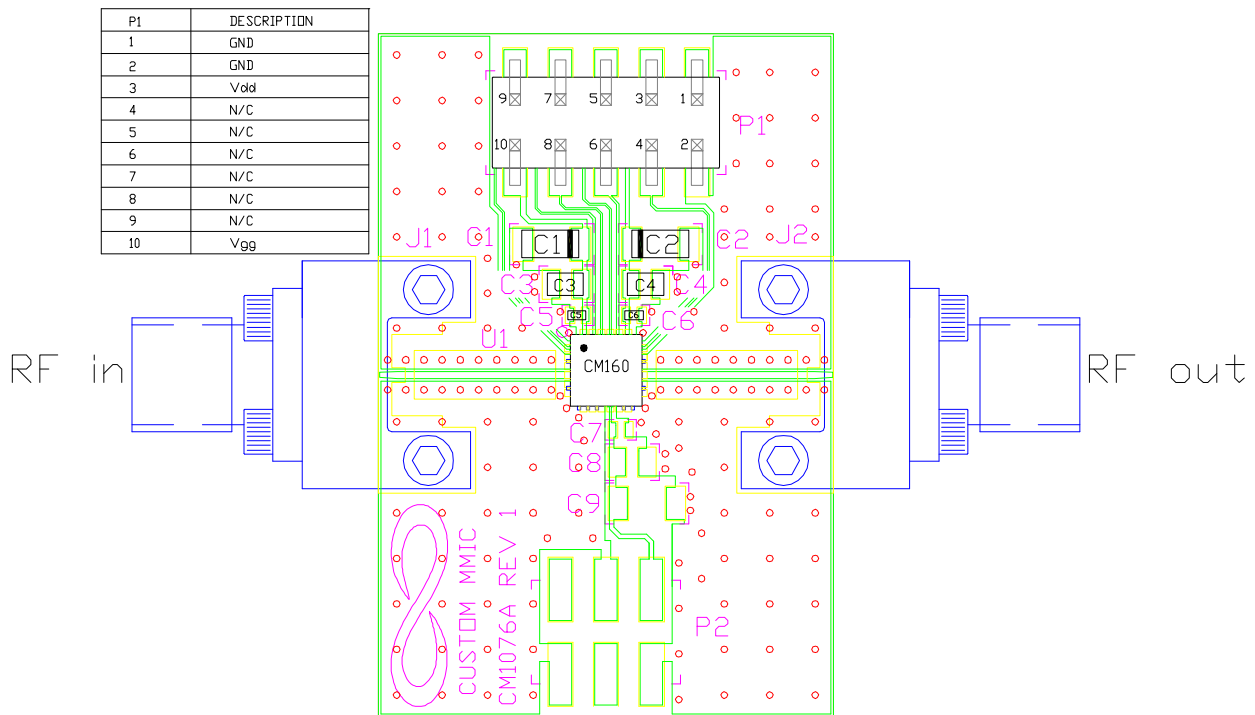 P1 DESCRIPTION
1 GND
2 GND
3 Vdd
4 N/C
5 N/C
6 N/C
7 N/C
8 N/C
9 N/C
10 Vgg
9 7 5 3 1
10 8 6 4 2
P1
J1
G1
C1
C2
C2
J2
C3
C3
C4
C4
C5
C5
C6
C6
U1
CM160
RF in
RF out
C7
G8
C9
CUSTOM MMIC
CM1076A REV 1
P2